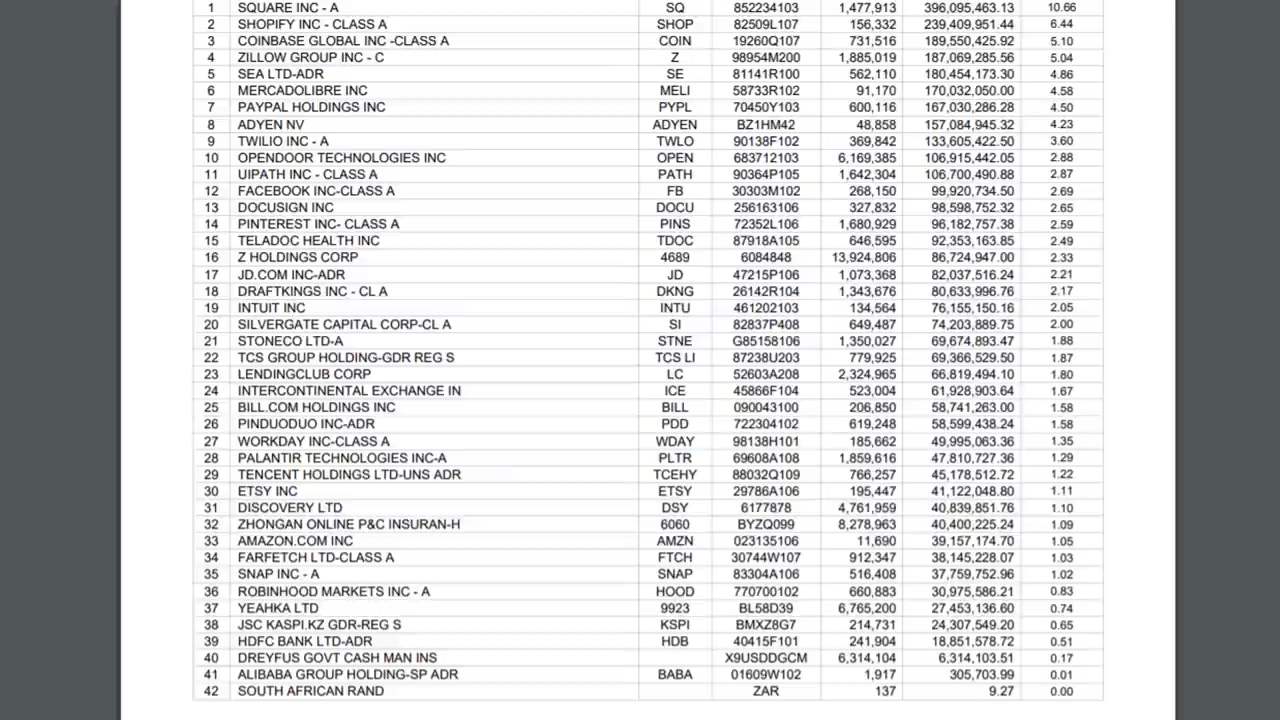 1 SQUARE INC - A SQ 852234103 1,477,913 396,095,463.13 10.66
2 SHOPIFY INC - CLASS A SHOP 82509L107 156,332 239,409,951.44 6.44
3 COINBASE GLOBAL INC -CLASS A COIN 19260Q107 731,516 189,550,425.92 5.10
4 ZILLOW GROUP INC - C Z 98954M200 1,885,019 187,069,285.56 5.04
5 SEA LTD-ADR SE 81141R100 562,110 180,454,173.30 4.86
6 MERCADOLIBRE INC MELI 58733R102 91,170 170,032,050.00 4.58
7 PAYPAL HOLDINGS INC PYPL 70450Y103 600,116 167,030,286.28 4.50
8 ADYEN NV ADYEN BZ1HM42 48,858 157,084,945.32 4.23
9 TWILIO INC - A TWLO 90138F102 369,842 133,605,422.50 3.60
10 OPENDOOR TECHNOLOGIES INC OPEN 683712103 6,169,385 106,915,442.05 2.88
11 UIPATH INC - CLASS A PATH 90364P105 1,642,304 106,700,490.88 2.87
12 FACEBOOK INC-CLASS A FB 30303M102 268,150 99,920,734.50 2.69
13 DOCUSIGN INC DOCU 256163106 327,832 98,598,752.32 2.65
14 PINTEREST INC- CLASS A PINS 72352L106 1,680,929 96,182,757.38 2.59
15 TELADOC HEALTH INC TDOC 87918A105 646,595 92,353,163.85 2.49
16 Z HOLDINGS CORP 4689 6084848 13,924,806 86,724,947.00 2.33
17 JD.COM INC-ADR JD 47215P106 1,073,368 82,037,516.24 2.21
18 DRAFTKINGS INC - CL A DKNG 26142R104 1,343,676 80,633,996.76 2.17
19 INTUIT INC INTU 461202103 134,564 76,155,150.16 2.05
20 SILVERGATE CAPITAL CORP-CL A SI 82837P408 649,487 74,203,889.75 2.00
21 STONECO LTD-A STNE G85158106 1,350,027 69,674,893.47 1.88
22 TCS GROUP HOLDING-GDR REG S TCS LI 87238U203 779,925 69,366,529.50 1.87
23 LENDINGCLUB CORP LC 52603A208 2,324,965 66,819,494.10 1.80
24 INTERCONTINENTAL EXCHANGE IN ICE 45866F104 523,004 61,928,903.64 1.67
25 BILL.COM HOLDINGS INC BILL 090043100 206,850 58,741,263.00 1.58
26 PINDUODUO INC-ADR PDD 722304102 619,248 58,599,438.24 1.58
27 WORKDAY INC-CLASS A WDAY 98138H101 185,662 49,995,063.36 1.35
28 PALANTIR TECHNOLOGIES INC-A PLTR 69608A108 1,859,616 47,810,727.36 1.29
29 TENCENT HOLDINGS LTD-UNS ADR TCEHY 88032Q109 766,257 45,178,512.72 1.22
30 ETSY INC ETSY 29786A106 195,447 41,122,048.80 1.11
31 DISCOVERY LTD DSY 6177878 4,761,959 40,839,851.76 1.10
32 ZHONGAN ONLINE P&C INSURAN-H 6060 BYZQ099 8,278,963 40,400,225.24 1.09
33 AMAZON.COM INC AMZN 023135106 11,690 39,157,174.70 1.05
34 FARFETCH LTD-CLASS A FTCH 30744W107 912,347 38,145,228.07 1.03
35 SNAP INC - A SNAP 83304A106 516,408 37,759,752.96 1.02
36 ROBINHOOD MARKETS INC - A HOOD 770700102 660,883 30,975,586.21 0.83
37 YEAHKA LTD 9923 BL58D39 6,765,200 27,453,136.60 0.74
38 JSC KASPI.KZ GDR-REG S KSPI BMXZ8G7 214,731 24,307,549.20 0.65
39 HDFC BANK LTD-ADR HDB 40415F101 241,904 18,851,578.72 0.51
40 DREYFUS GOVT CASH MAN INS X9USDDGCM 6,314,104 6,314,103.51 0.17
41 ALIBABA GROUP HOLDING-SP ADR BABA 01609W102 1,917 305,703.99 0.01
42 SOUTH AFRICAN RAND ZAR 137 9.27 0.00